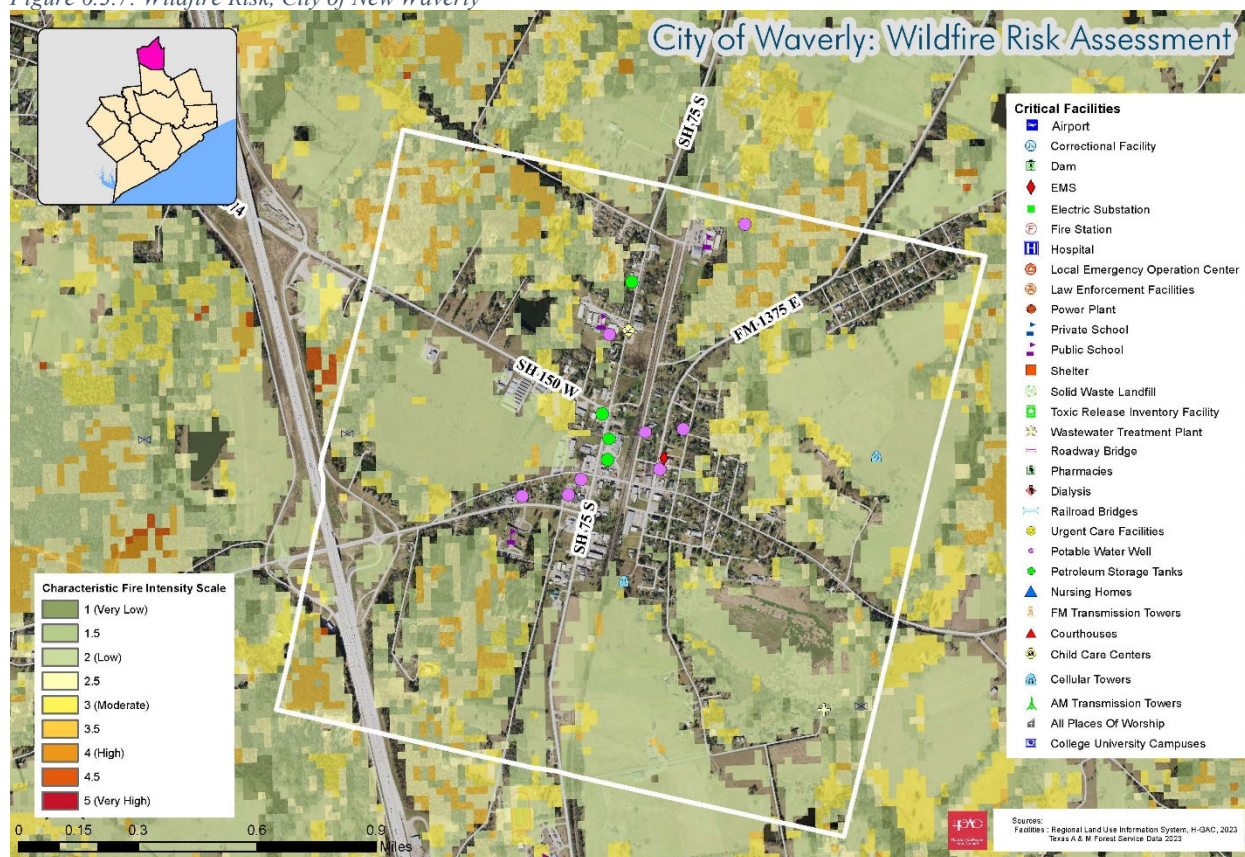 Figure 6.3.7: Wildfire Risk, City of New Waverly
City of Waverly: Wildfire Risk Assessment
SH 75 S
FM 1375 E
SH 150 W
SH 75 S
Critical Facilities
Airport
Correctional Facility
Dam
EMS
Electric Substation
Fire Station
Hospital
Local Emergency Operation Center
Law Enforcement Facilities
Power Plant
Private School
Public School
Shelter
Solid Waste Landfill
Toxic Release Inventory Facility
Wastewater Treatment Plant
Roadway Bridge
Pharmacies
Dialysis
Railroad Bridges
Urgent Care Facilities
Potable Water Well
Petroleum Storage Tanks
Nursing Homes
FM Transmission Towers
Courthouses
Child Care Centers
Cellular Towers
AM Transmission Towers
All Places Of Worship
College University Campuses
Characteristic Fire Intensity Scale
1 (Very Low)
1.5
2 (Low)
2.5
3 (Moderate)
3.5
4 (High)
4.5
5 (Very High)
0 0.15 0.3 0.6 0.9
Miles
Sources:
Facilities : Regional Land Use Information System, H-GAC, 2023
Texas A & M Forest Service Data 2023